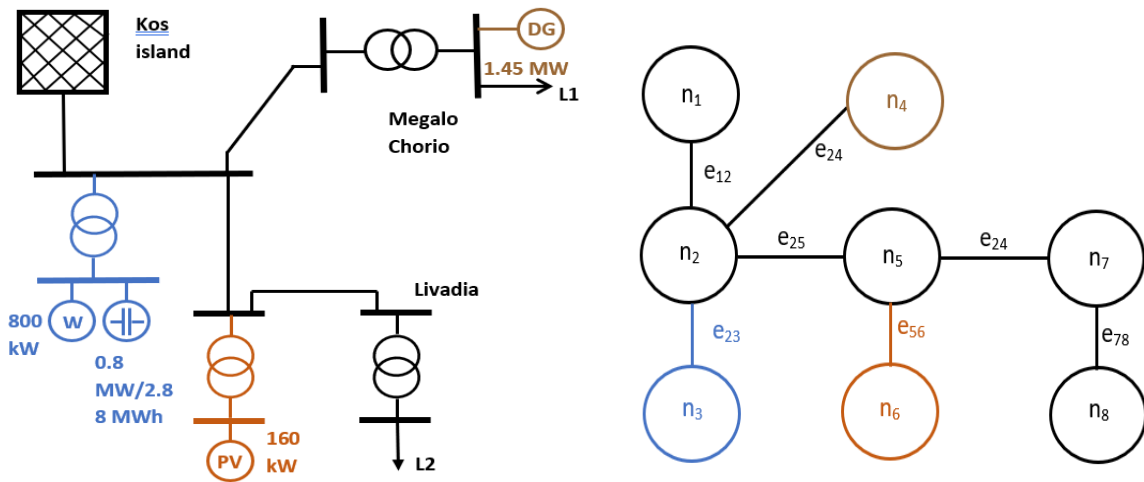 Kos
island
DG
1.45 MW
L1
Megalo
Chorio
W
800
kW
0.8
MW/2.8
8 MWh
Livadia
PV
160
kW
L2
n1
n4
e12
e24
n2
e25
n5
e24
n7
e23
e56
e78
n3
n6
n8